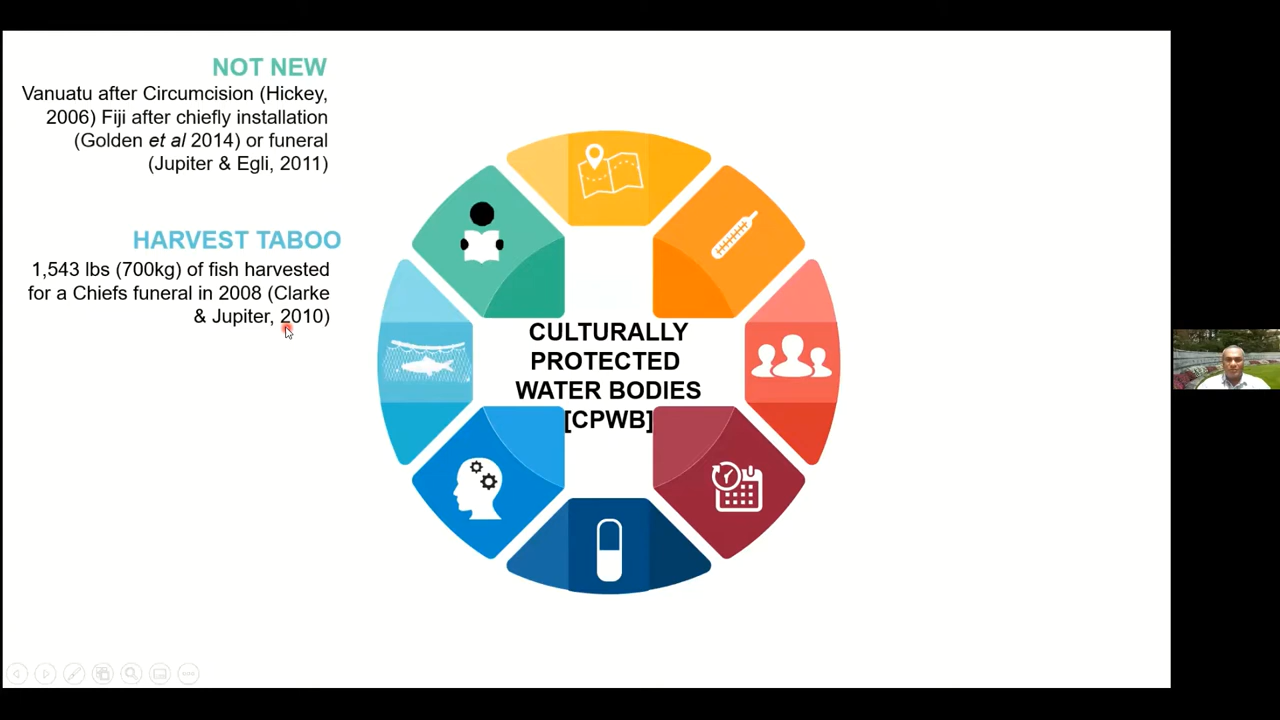 NOT NEW
Vanuatu after Circumcision (Hickey,
2006) Fiji after chiefly installation
(Golden et al 2014) or funeral
(Jupiter & Egli, 2011)
HARVEST TABOO
1,543 lbs (700kg) of fish harvested
for a Chiefs funeral in 2008 (Clarke
& Jupiter, 2010)
CULTURALLY
PROTECTED
WATER BODIES
[CPWB]